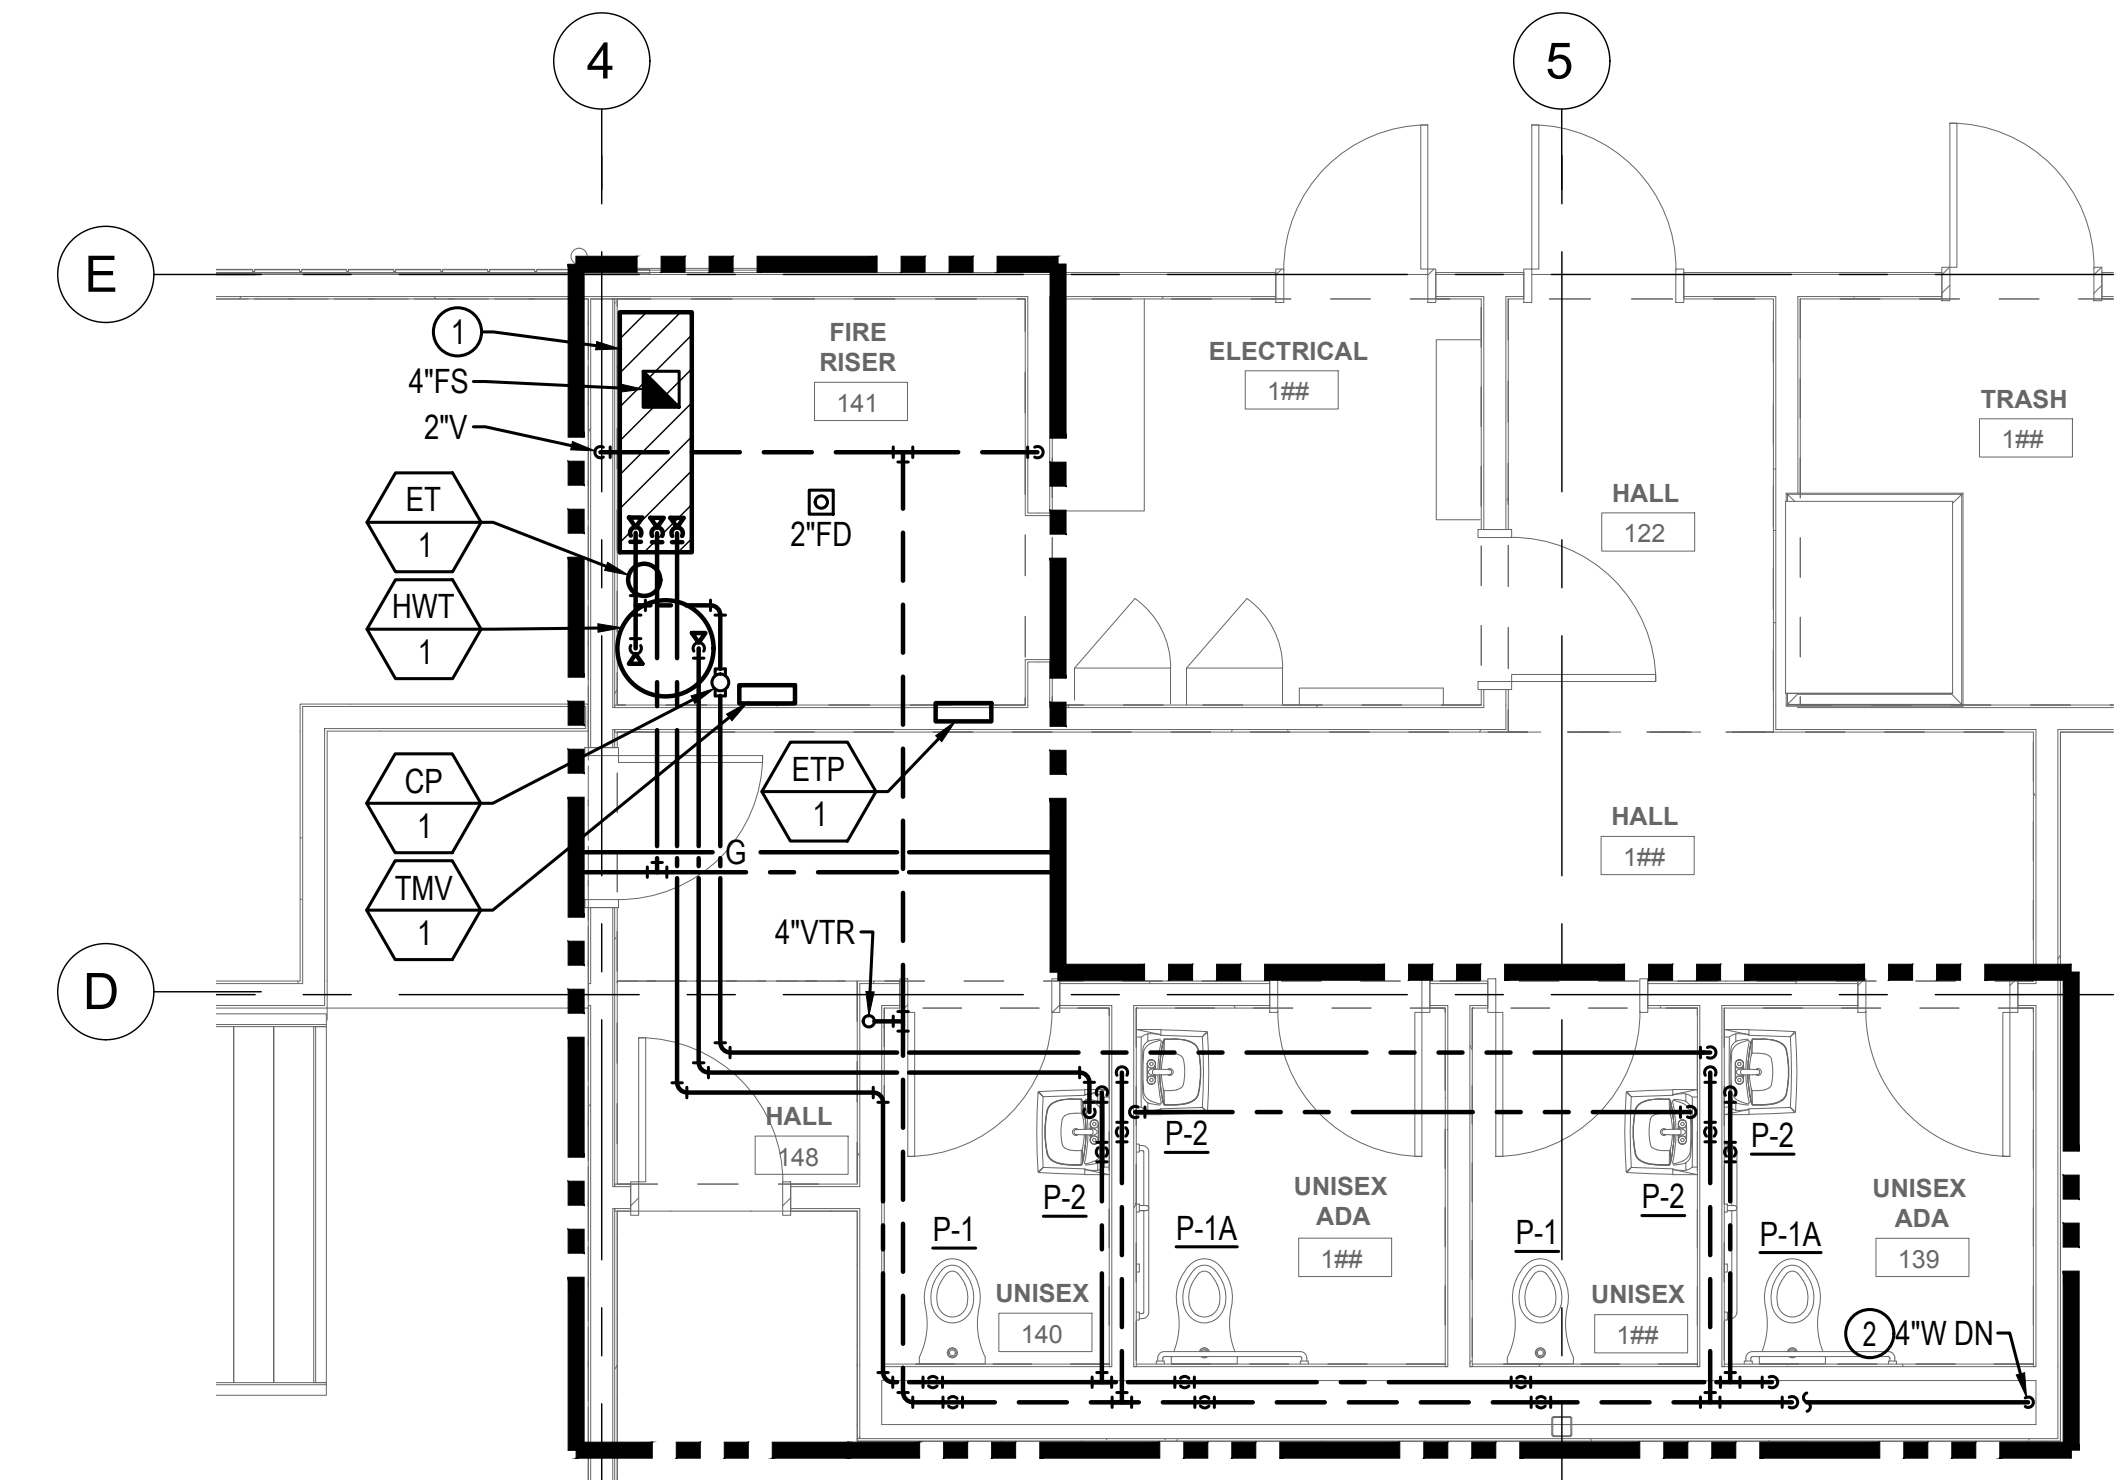 4
5
E
1
4"FS
2"V
FIRE
RISER
141
ELECTRICAL
1##
TRASH
1##
HALL
122
ET
1
HWT
1
2"FD
CP
1
TMV
1
ETP
1
G
HALL
1##
4"VTR
D
HALL
148
P-2
P-2
P-2
P-2
P-1
P-1A
P-1
P-1A
UNISEX
ADA
1##
UNISEX
ADA
139
UNISEX
140
UNISEX
1##
2 4"W DN